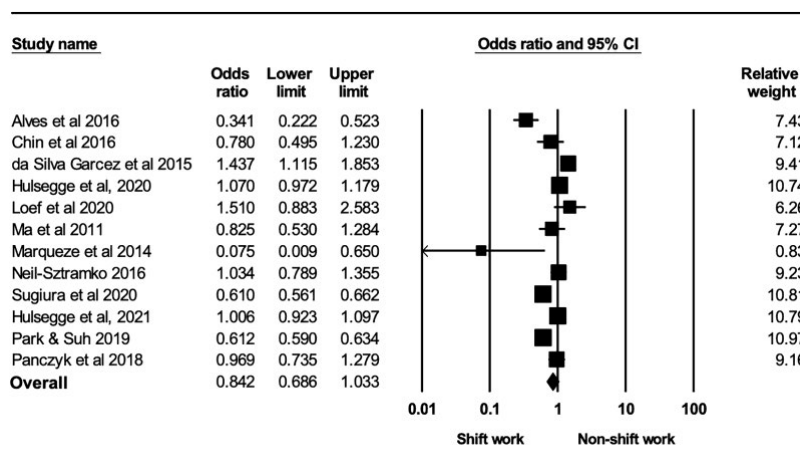 Study name Odds ratio and 95% CI
Odds Lower Upper Relative
ratio limit limit weight
Alves et al 2016 0.341 0.222 0.523 7.43
Chin et al 2016 0.780 0.495 1.230 7.12
da Silva Garcez et al 2015 1.437 1.115 1.853 9.41
Hulsegge et al, 2020 1.070 0.972 1.179 10.74
Loef et al 2020 1.510 0.883 2.583 6.26
Ma et al 2011 0.825 0.530 1.284 7.27
Marqueze et al 2014 0.075 0.009 0.650 0.83
Neil-Sztramko 2016 1.034 0.789 1.355 9.23
Sugiura et al 2020 0.610 0.561 0.662 10.81
Hulsegge et al, 2021 1.006 0.923 1.097 10.79
Park & Suh 2019 0.612 0.590 0.634 10.97
Panczyk et al 2018 0.969 0.735 1.279 9.16
Overall 0.842 0.686 1.033
0.01 0.1 1 10 100
Shift work Non-shift work